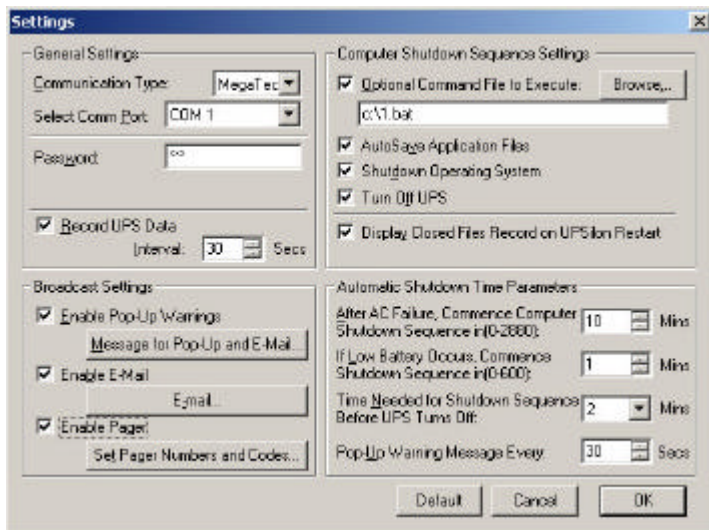 Settings
General Settings
Communication Type: MegaTec
Select Comm Port: COM 1
Password: **
Record UPS Data
Interval: 30 Secs
Computer Shutdown Sequence Settings
Optional Command File to Execute: Browse...
c:\1.bat
AutoSave Application Files
Shutdown Operating System
Turn Off UPS
Display Closed Files Record on UPSilon Restart
Broadcast Settings
Enable Pop-Up Warnings
Message for Pop-Up and E-Mail...
Enable E-Mail
E-mail...
Enable Pager
Set Pager Numbers and Codes...
Automatic Shutdown Time Parameters
After AC Failure, Commence Computer
Shutdown Sequence in(0-2880): 10 Mins
If Low Battery Occurs, Commence
Shutdown Sequence in(0-600): 1 Mins
Time Needed for Shutdown Sequence
Before UPS Turns Off: 2 Mins
Pop-Up Warning Message Every: 30 Secs
Default Cancel OK